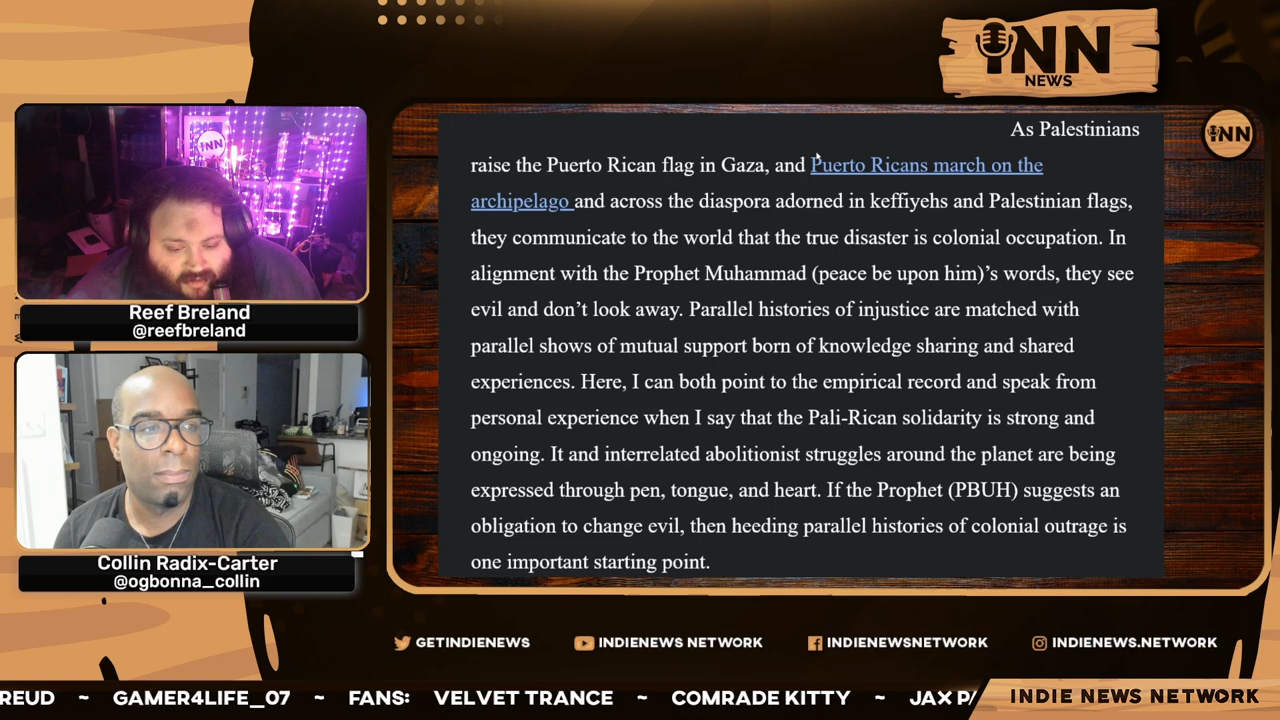 iNN
NEWS
iNN
As Palestinians
raise the Puerto Rican flag in Gaza, and Puerto Ricans march on the
archipelago and across the diaspora adorned in keffiyehs and Palestinian flags,
they communicate to the world that the true disaster is colonial occupation. In
alignment with the Prophet Muhammad (peace be upon him)’s words, they see
evil and don’t look away. Parallel histories of injustice are matched with
parallel shows of mutual support born of knowledge sharing and shared
experiences. Here, I can both point to the empirical record and speak from
personal experience when I say that the Pali-Rican solidarity is strong and
ongoing. It and interrelated abolitionist struggles around the planet are being
expressed through pen, tongue, and heart. If the Prophet (PBUH) suggests an
obligation to change evil, then heeding parallel histories of colonial outrage is
one important starting point.
iNN
Reef Breland
@reefbreland
Collin Radix-Carter
@ogbonna_collin
GETINDIENEWS
INDIENEWS NETWORK
INDIENEWSNETWORK
INDIENEWS.NETWORK
REUD ~ GAMER4LIFE_07 ~ FANS: VELVET TRANCE ~ COMRADE KITTY ~ JAX
INDIE NEWS NETWORK